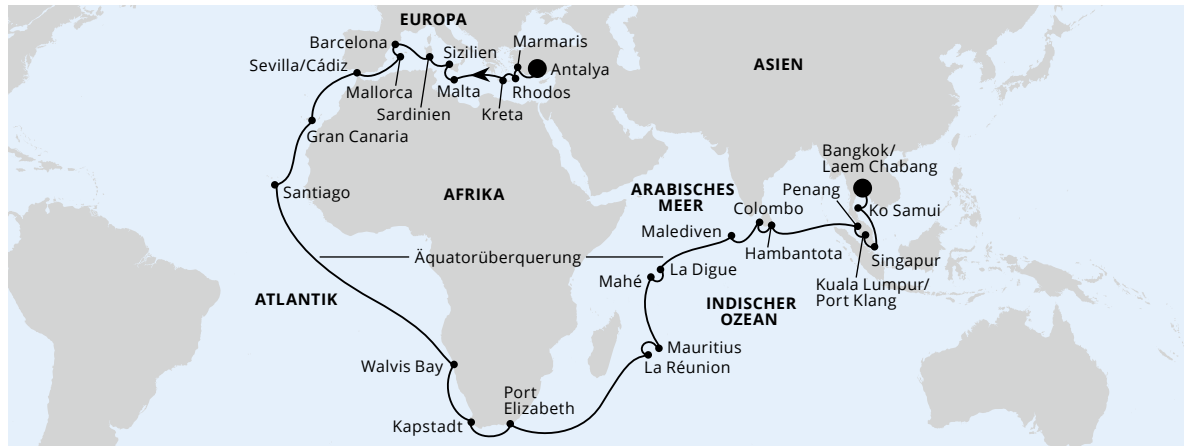 EUROPA
Barcelona
Marmaris
Sizilien
Sevilla/Cádiz
Antalya
ASIEN
Mallorca
Malta
Rhodos
Sardinien
Kreta
Gran Canaria
Bangkok/
Laem Chabang
Santiago
AFRIKA
ARABISCHES
MEER
Penang
Colombo
Ko Samui
Malediven
Hambantota
Äquatorüberquerung
La Digue
Singapur
Mahé
Kuala Lumpur/
Port Klang
ATLANTIK
INDISCHER
OZEAN
Mauritius
Walvis Bay
La Réunion
Port
Elizabeth
Kapstadt